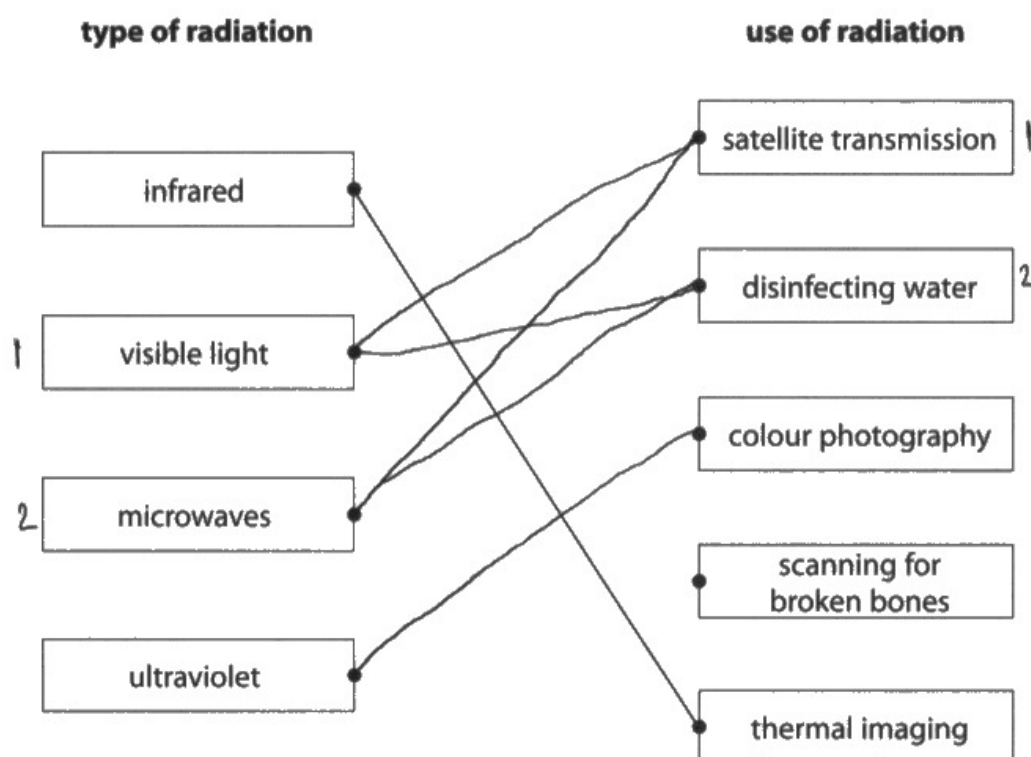 type of radiation
use of radiation
infrared
1 visible light
2 microwaves
ultraviolet
satellite transmission 1
disinfecting water 2
colour photography
scanning for
broken bones
thermal imaging